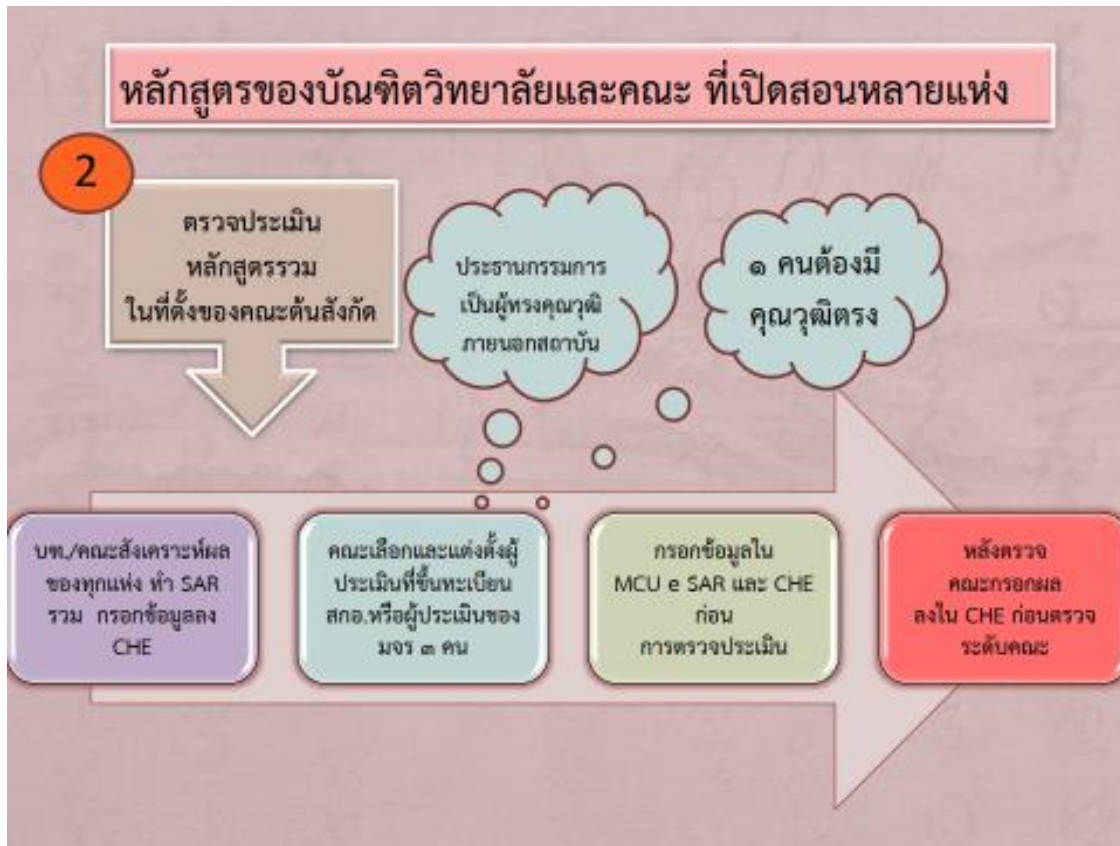 หลักสูตรของบัณฑิตวิทยาลัยและคณะ ที่เปิดสอนหลายแห่ง
2
ตรวจประเมิน
หลักสูตรรวม
ในที่ตั้งของคณะต้นสังกัด
ประธานกรรมการ
เป็นผู้ทรงคุณวุฒิ
ภายนอกสถาบัน
๑ คนต้องมี
คุณวุฒิตรง
บฑ./คณะสังเคราะห์ผล
ของทุกแห่ง ทำ SAR
รวม กรอกข้อมูลลง
CHE
คณะเลือกและแต่งตั้งผู้
ประเมินที่ขึ้นทะเบียน
สกอ.หรือผู้ประเมินของ
มจร ๓ คน
กรอกข้อมูลใน
MCU e SAR และ CHE
ก่อน
การตรวจประเมิน
หลังตรวจ
คณะกรอกผล
ลงใน CHE ก่อนตรวจ
ระดับคณะ